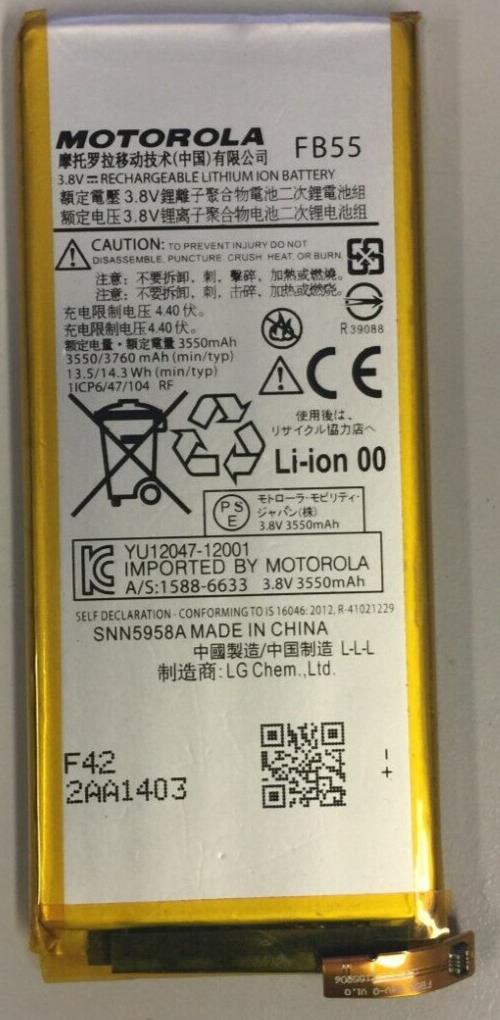 MOTOROLA FB55
摩托罗拉移动技术(中国)有限公司
3.8V⎓RECHARGEABLE LITHIUM ION BATTERY
額定電壓3.8V鋰離子聚合物電池二次鋰電池組
额定电压3.8V锂离子聚合物电池二次锂电池组
CAUTION: TO PREVENT INJURY DO NOT
DISASSEMBLE, PUNCTURE, CRUSH, HEAT, OR BURN
注意: 不要拆卸, 刺, 擊碎, 加熱或燃燒。
注意: 不要拆卸, 刺, 击碎, 加热或燃烧。
充电限制电压 4.40 伏。
充電限制电压 4.40 伏。
R39088
额定电量・額定電量 3550mAh
3550/3760 mAh (min/typ)
13.5/14.3 Wh (min/typ)
1ICP6/47/104 RF
CE
使用後は、
リサイクル協力店へ
Li-ion 00
PSE
モトローラ・モビリティ・
ジャパン(株)
3.8V 3550mAh
YU12047-12001
IMPORTED BY MOTOROLA
A/S:1588-6633 3.8V 3550mAh
SELF DECLARATION - CONFORMING TO IS 16046: 2012, R-41021229
SNN5958A MADE IN CHINA
中國製造/中国制造 L-L-L
制造商: LG Chem.,Ltd.
F42
2AA1403
- +